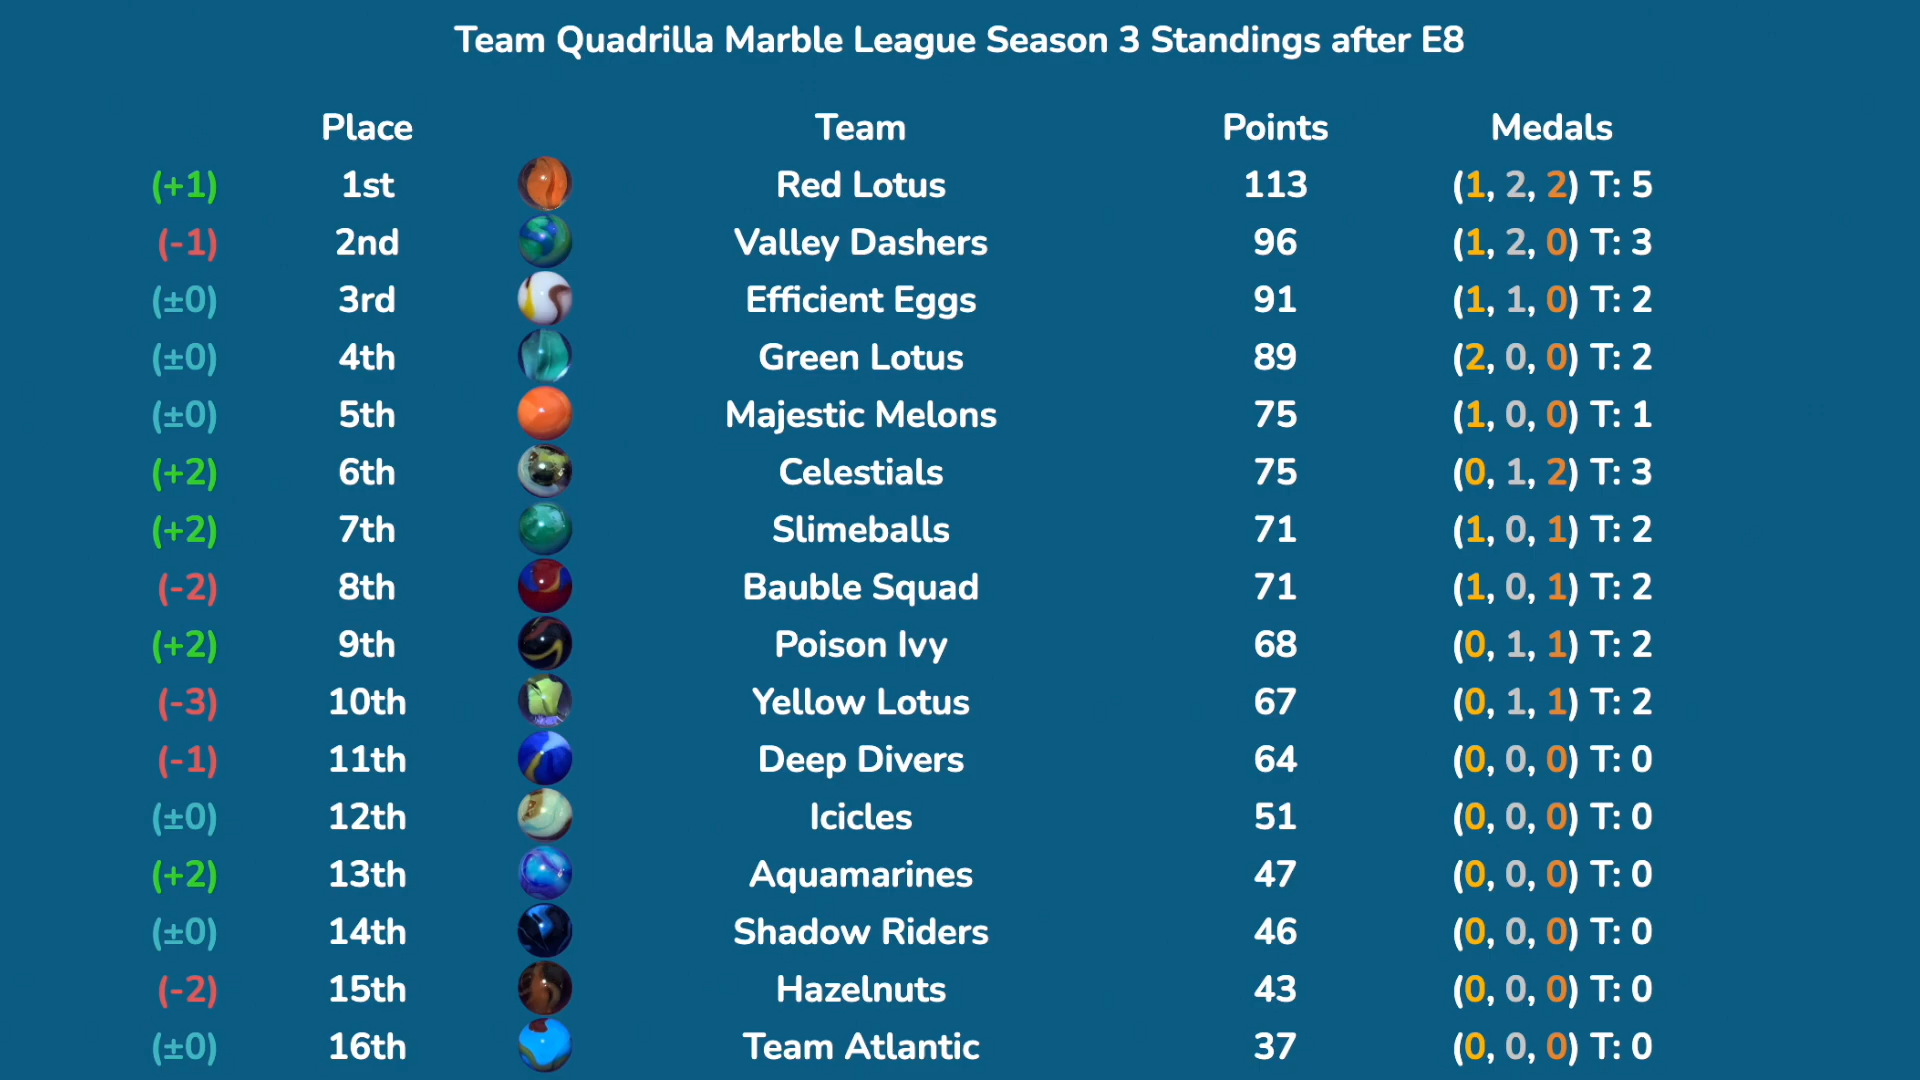 Team Quadrilla Marble League Season 3 Standings after E8
Place Team Points Medals
(+1) 1st Red Lotus 113 (1, 2, 2) T: 5
(-1) 2nd Valley Dashers 96 (1, 2, 0) T: 3
(±0) 3rd Efficient Eggs 91 (1, 1, 0) T: 2
(±0) 4th Green Lotus 89 (2, 0, 0) T: 2
(±0) 5th Majestic Melons 75 (1, 0, 0) T: 1
(+2) 6th Celestials 75 (0, 1, 2) T: 3
(+2) 7th Slimeballs 71 (1, 0, 1) T: 2
(-2) 8th Bauble Squad 71 (1, 0, 1) T: 2
(+2) 9th Poison Ivy 68 (0, 1, 1) T: 2
(-3) 10th Yellow Lotus 67 (0, 1, 1) T: 2
(-1) 11th Deep Divers 64 (0, 0, 0) T: 0
(±0) 12th Icicles 51 (0, 0, 0) T: 0
(+2) 13th Aquamarines 47 (0, 0, 0) T: 0
(±0) 14th Shadow Riders 46 (0, 0, 0) T: 0
(-2) 15th Hazelnuts 43 (0, 0, 0) T: 0
(±0) 16th Team Atlantic 37 (0, 0, 0) T: 0